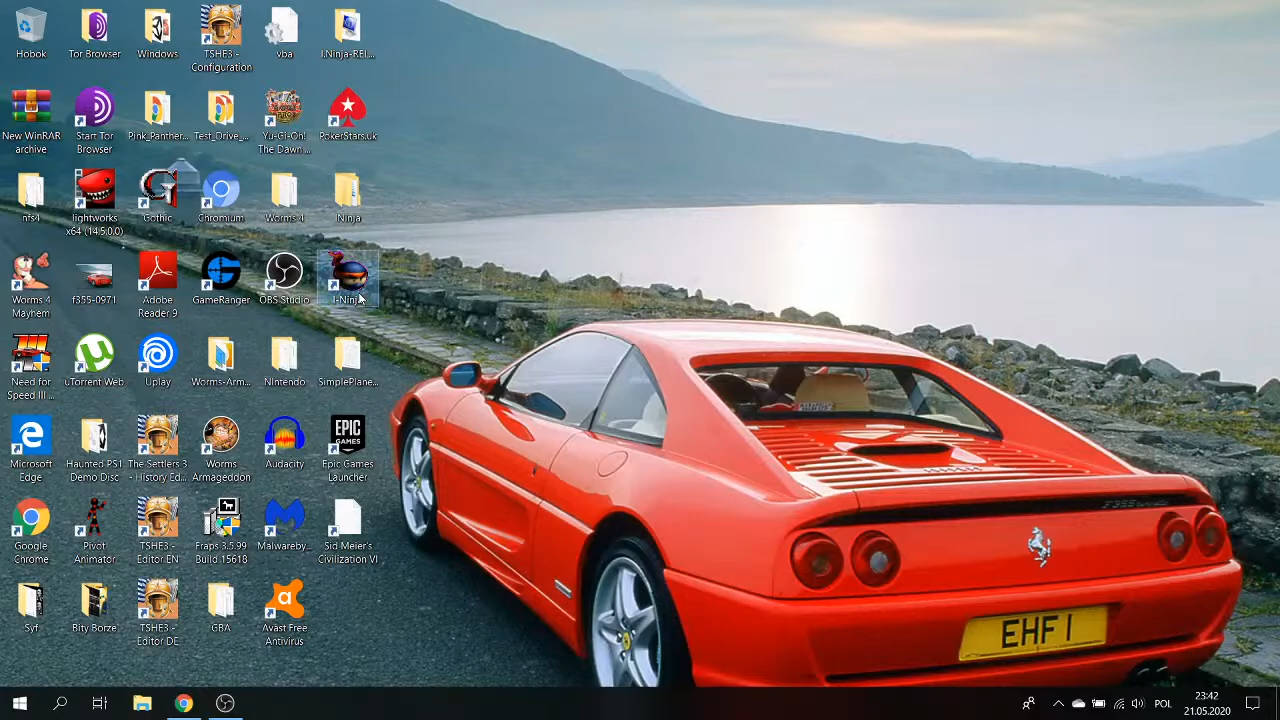 Hobok
Tor Browser
Windows
TSHE3 -
Configuration
vba
I.Ninja-REL...
New WinRAR
archive
Start Tor
Browser
Pink_Panther...
Test_Drive_...
Yu-Gi-Oh!
The Dawn...
PokerStars.uk
nfs4
lightworks
x64 (14.5.0.0)
Gothic
Chromium
Worms 4
Ninja
Worms 4
Mayhem
f355-0971
Adobe
Reader 9
GameRanger
OBS Studio
I-Ninja
Need for
Speed III ...
uTorrent Web
Uplay
Worms-Arm...
NIntendo
SimplePlane...
Microsoft
Edge
Haunted PS1
Demo Disc
The Settlers 3
- History Ed...
Worms
Armageddon
Audacity
EPIC
GAMES
Epic Games
Launcher
Google
Chrome
Pivot
Animator
TSHE3 -
Editor EN
Fraps 3.5.99
Build 15618
Malwareby...
Sid Meier's
Civilization VI
Syf
Bity Borze
TSHE3 -
Editor DE
GBA
Avast Free
Antivirus
EHF 1
POL
23:42
21.05.2020